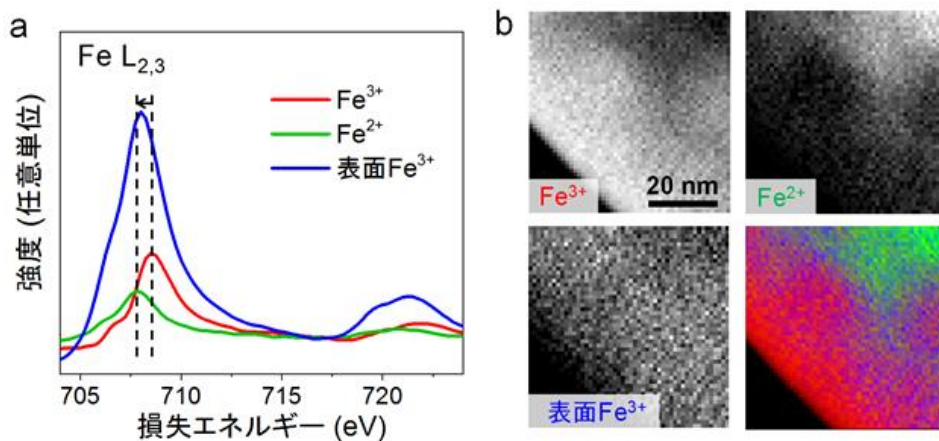 a
Fe L2,3
Fe3+
Fe2+
表面Fe3+
強度 (任意単位)
705 710 715 720
損失エネルギー (eV)
b
Fe3+
20 nm
Fe2+
表面Fe3+